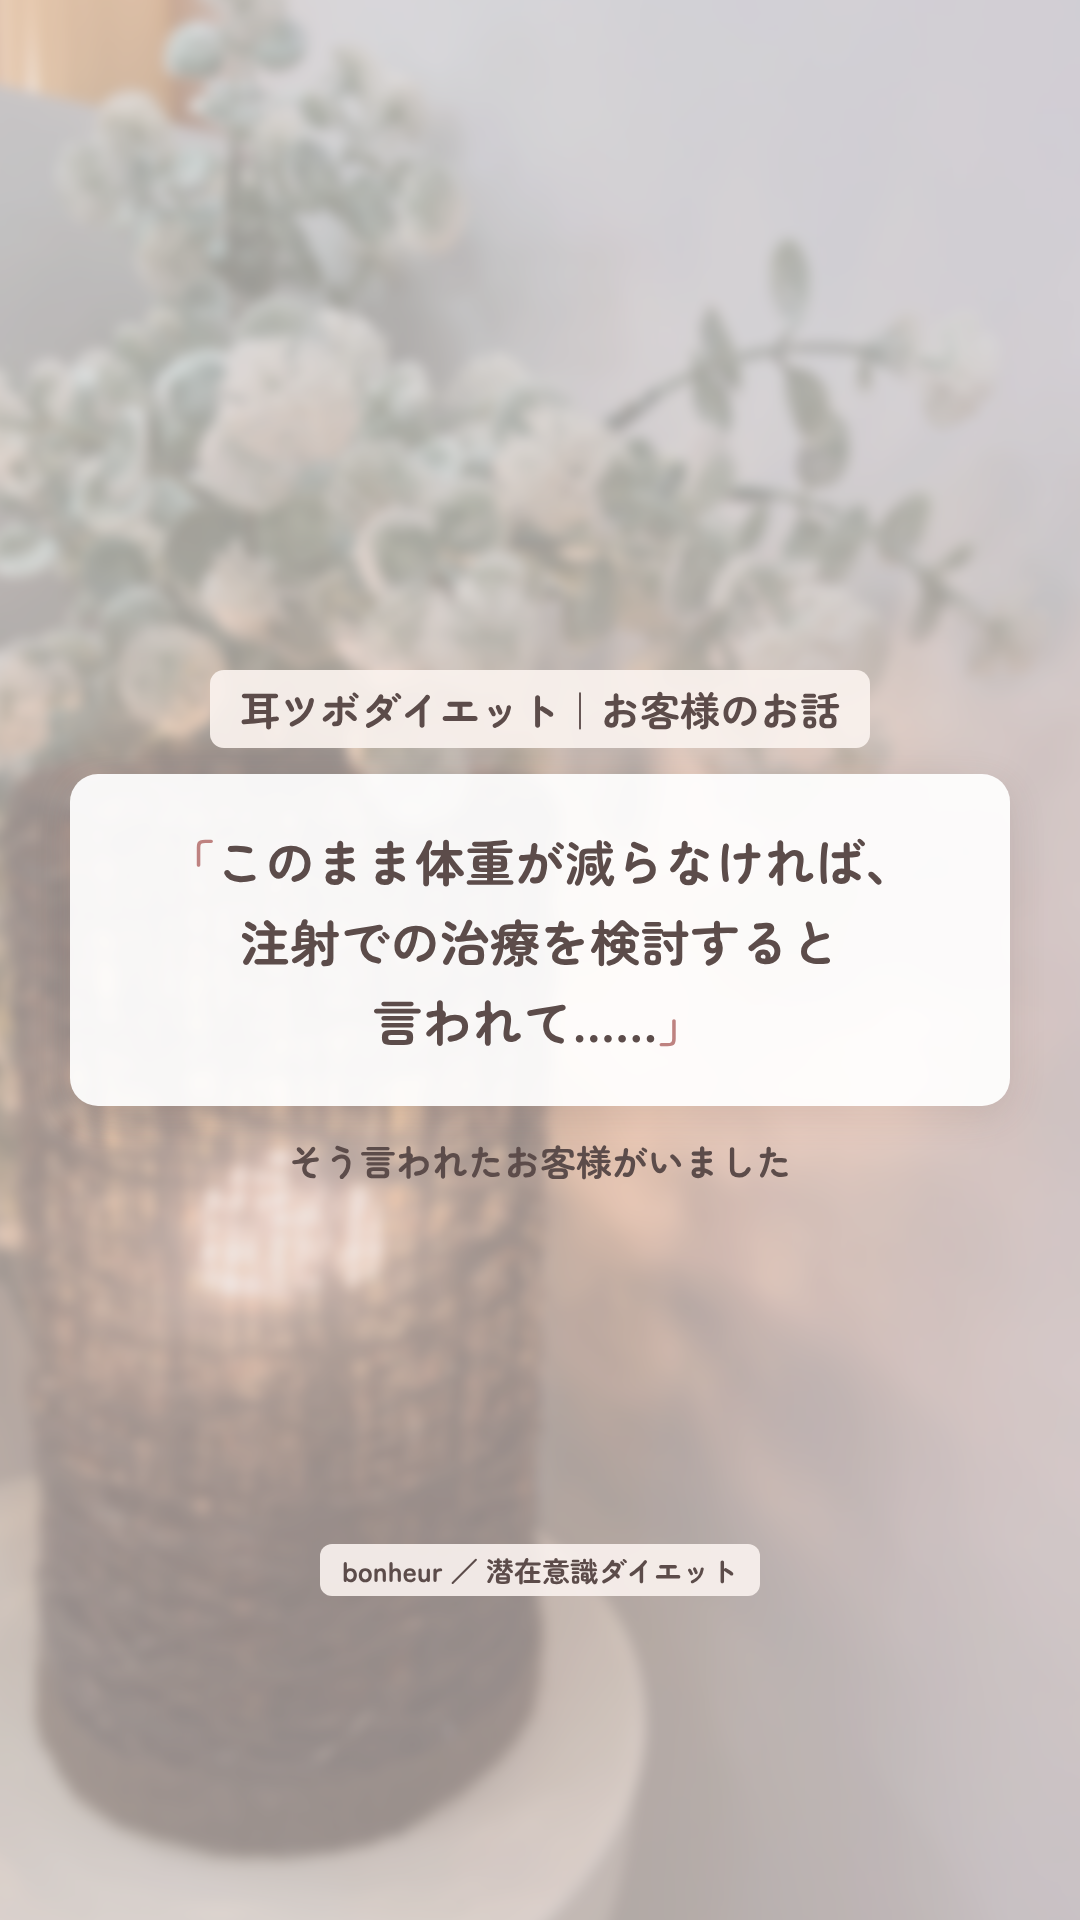 耳ツボダイエット｜お客様のお話
「このまま体重が減らなければ、
注射での治療を検討すると
言われて……」
そう言われたお客様がいました
bonheur ／ 潜在意識ダイエット